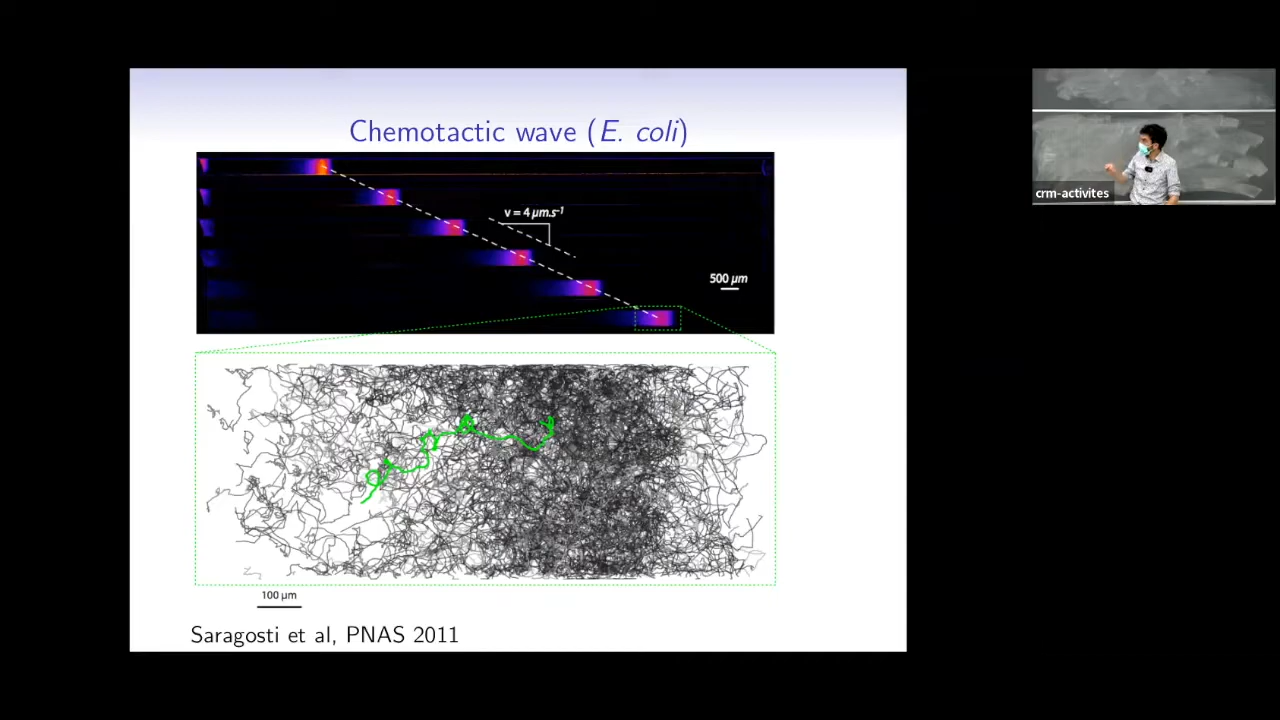 Chemotactic wave (E. coli)
v = 4 µm.s⁻¹
500 µm
100 µm
Saragosti et al, PNAS 2011
crm-activites